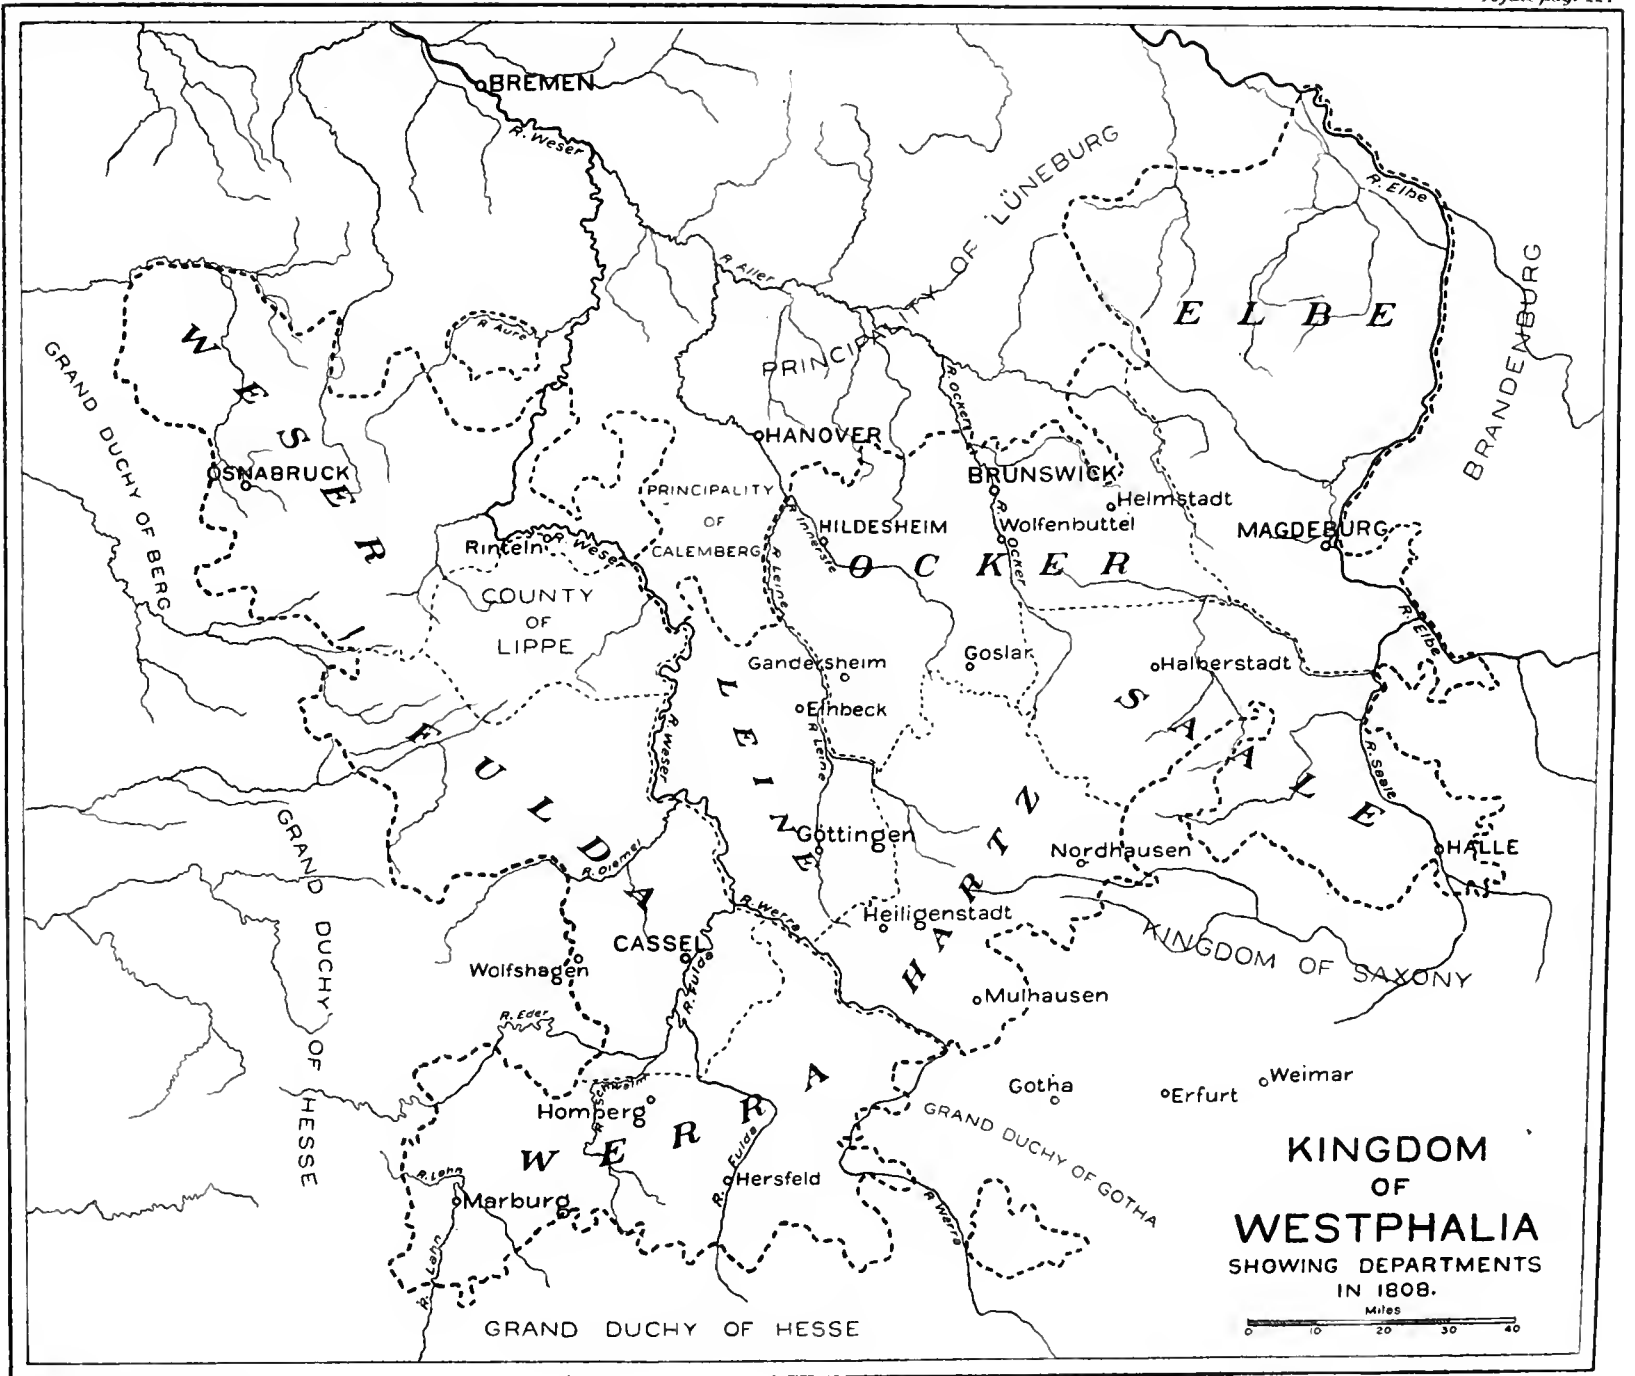 BREMEN
R. Weser
R. Elbe
PRINCIPALITY OF LÜNEBURG
R. Aller
WESER
R. Aure
ELBE
BRANDENBURG
GRAND DUCHY OF BERG
R. Ocker
HANOVER
OSNABRUCK
BRUNSWICK
PRINCIPALITY
OF
CALEMBERG
Helmstadt
R. Innerste
HILDESHEIM
R. Ocker
Wolfenbuttel
MAGDEBURG
Rinteln
R. Weser
R. Leine
OCKER
COUNTY
OF
LIPPE
R. Elbe
Gandersheim
Goslar
Halberstadt
LEINE
Einbeck
SAALE
FULDA
R. Weser
R Leine
R. Saale
HARTZ
GRAND DUCHY OF HESSE
Göttingen
Nordhausen
HALLE
R. Diemel
R. Werra
Heiligenstadt
CASSEL
KINGDOM OF SAXONY
Wolfshagen
R. Fulda
Mulhausen
R. Eder
WERRA
Gotha
Erfurt
Weimar
Homberg
R. Schwalm
GRAND DUCHY OF GOTHA
R. Fulda
R. Lahn
Hersfeld
Marburg
R Werra
R. Lahn
GRAND DUCHY OF HESSE
KINGDOM
OF
WESTPHALIA
SHOWING DEPARTMENTS
IN 1808.
Miles
0 10 20 30 40